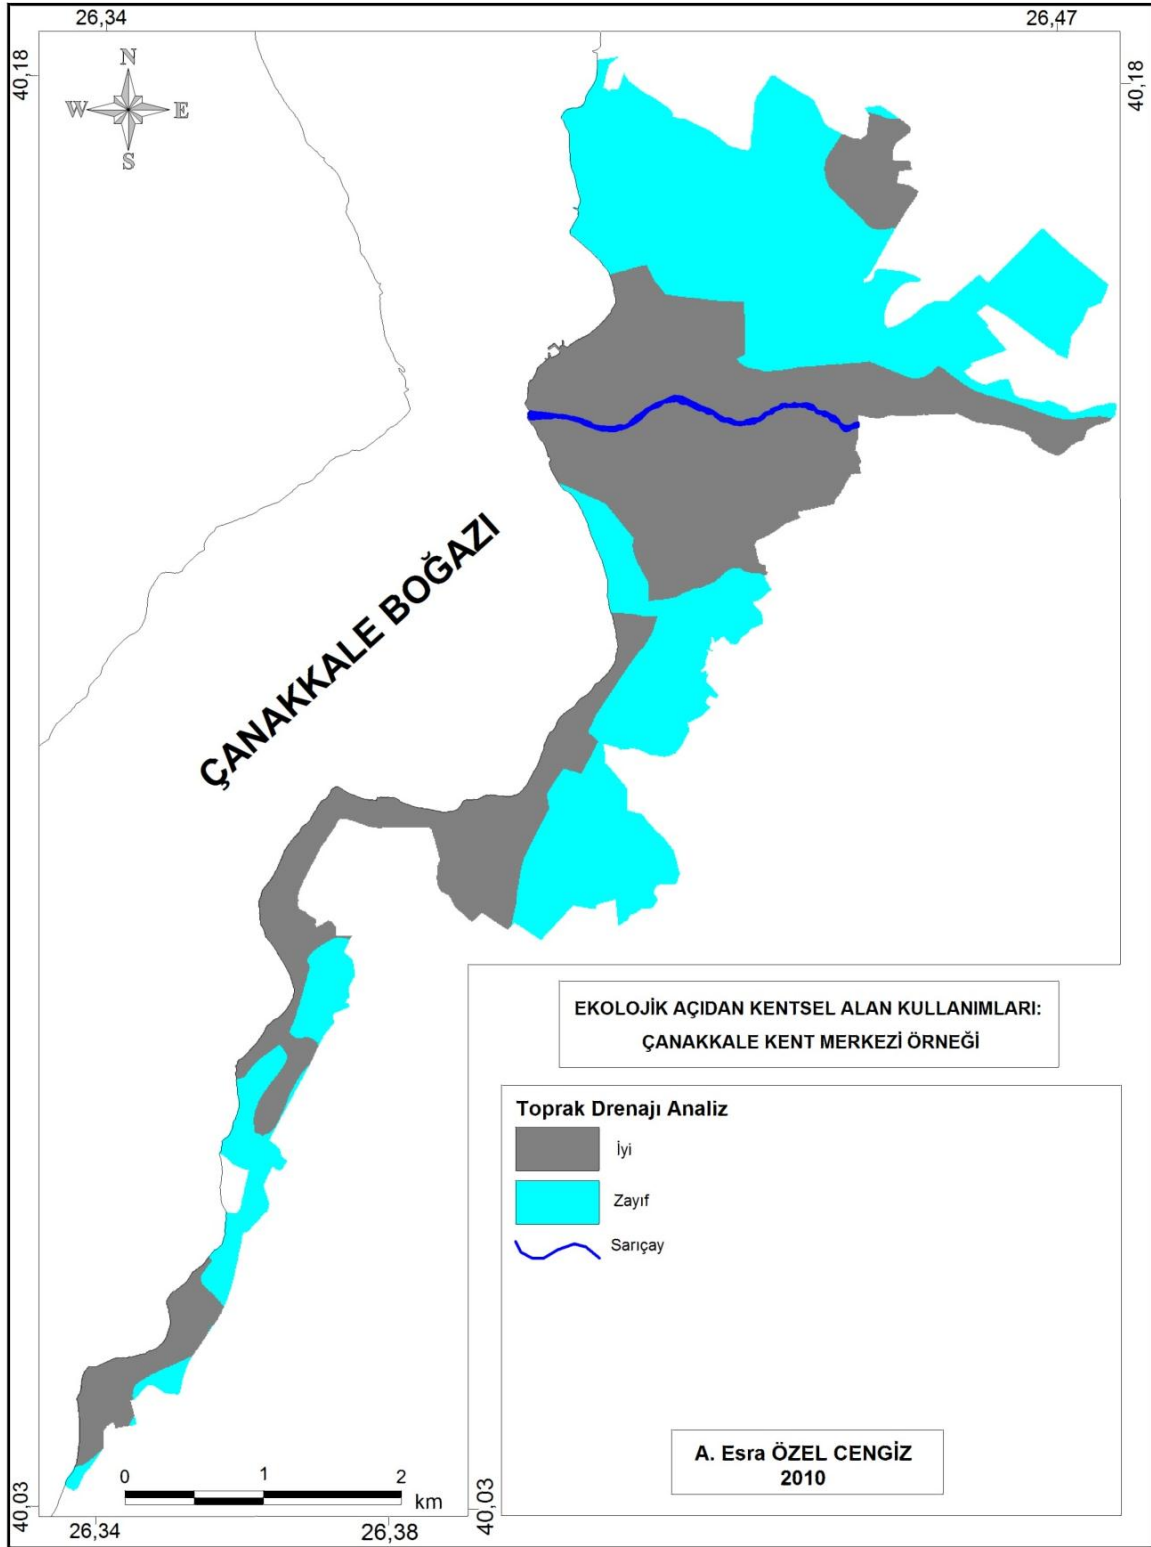 26,34
26,47
40,18
40,18
N
W
E
S
ÇANAKKALE BOĞAZI
EKOLOJİK AÇIDAN KENTSEL ALAN KULLANIMLARI:
ÇANAKKALE KENT MERKEZİ ÖRNEĞİ
Toprak Drenajı Analiz
İyi
Zayıf
Sarıçay
A. Esra ÖZEL CENGİZ
2010
0 1 2
km
40,03
40,03
26,34
26,38